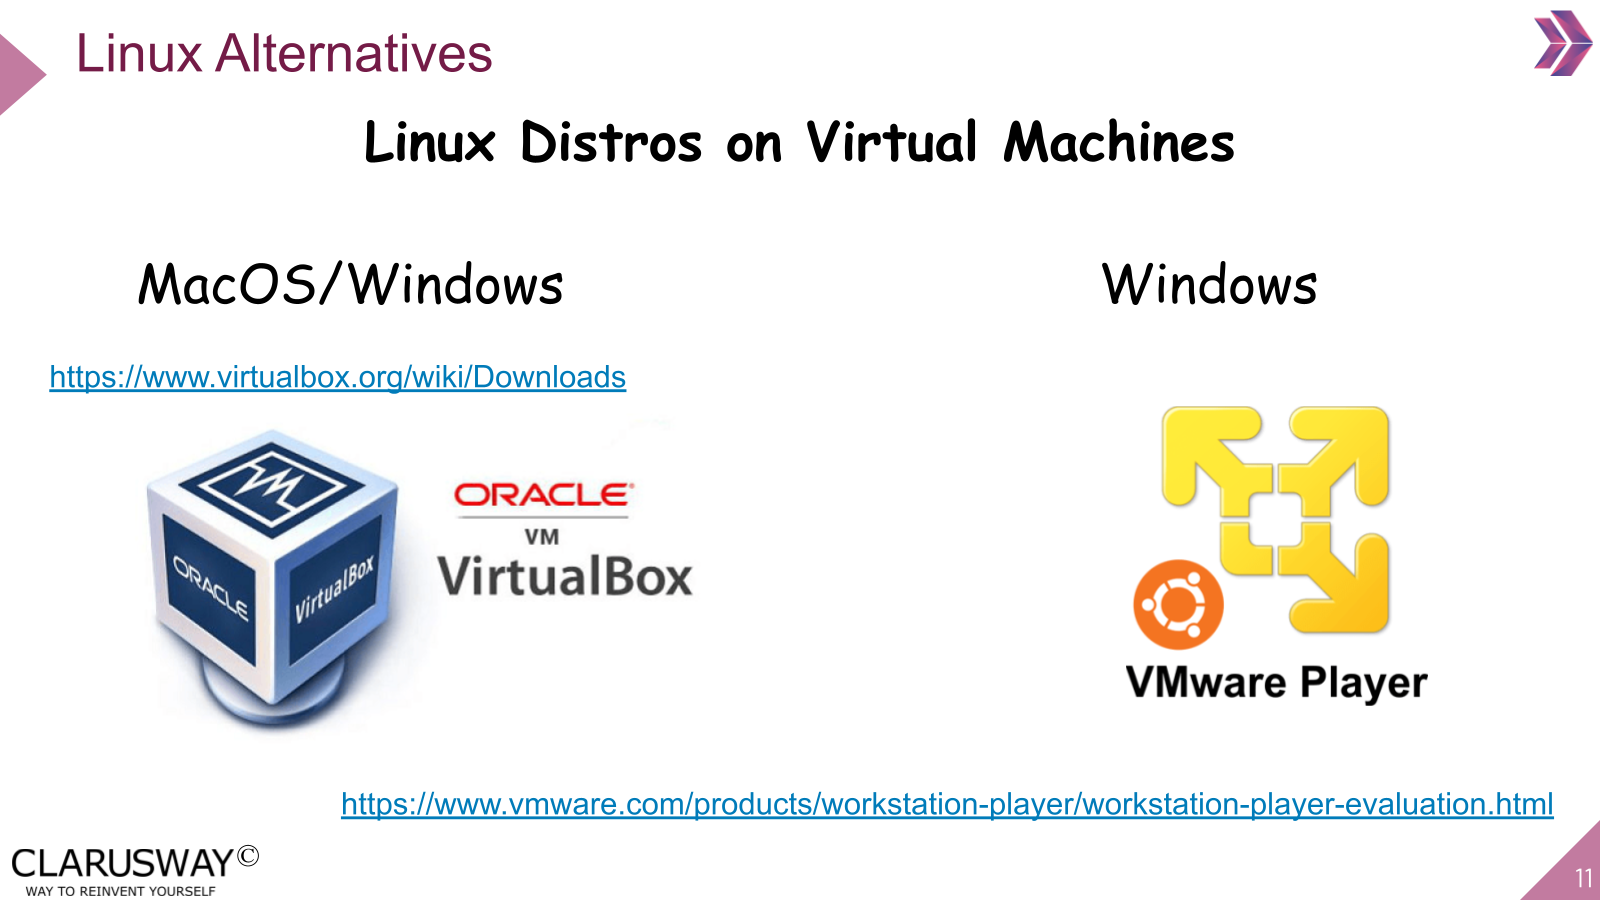 Linux Alternatives
Linux Distros on Virtual Machines
MacOS/Windows
Windows
https://www.virtualbox.org/wiki/Downloads
ORACLE
VirtualBox
ORACLE®
VM
VirtualBox
VMware Player
https://www.vmware.com/products/workstation-player/workstation-player-evaluation.html
CLARUSWAY©
WAY TO REINVENT YOURSELF
11